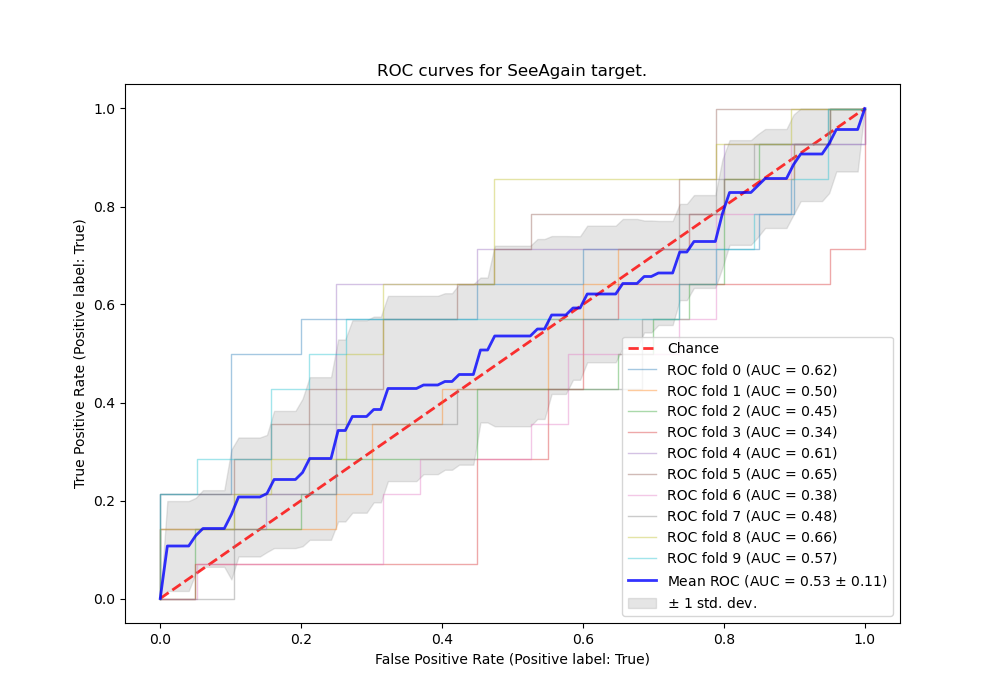 ROC curves for SeeAgain target.
True Positive Rate (Positive label: True)
1.0
0.8
0.6
0.4
0.2
0.0
Chance
ROC fold 0 (AUC = 0.62)
ROC fold 1 (AUC = 0.50)
ROC fold 2 (AUC = 0.45)
ROC fold 3 (AUC = 0.34)
ROC fold 4 (AUC = 0.61)
ROC fold 5 (AUC = 0.65)
ROC fold 6 (AUC = 0.38)
ROC fold 7 (AUC = 0.48)
ROC fold 8 (AUC = 0.66)
ROC fold 9 (AUC = 0.57)
Mean ROC (AUC = 0.53 ± 0.11)
± 1 std. dev.
0.0 0.2 0.4 0.6 0.8 1.0
False Positive Rate (Positive label: True)